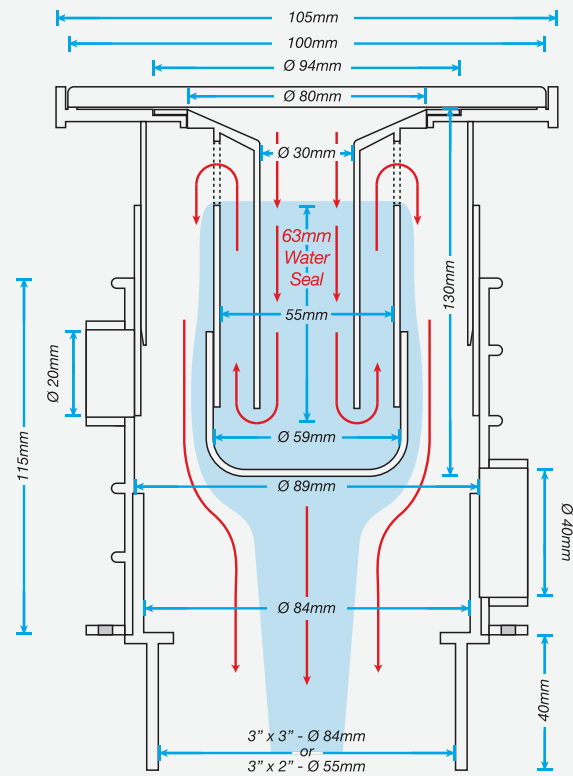 105mm
100mm
Ø 94mm
Ø 80mm
Ø 30mm
63mm
Water
Seal
130mm
55mm
Ø 20mm
115mm
Ø 59mm
Ø 89mm
Ø 40mm
Ø 84mm
40mm
3” x 3” - Ø 84mm
or
3” x 2” - Ø 55mm